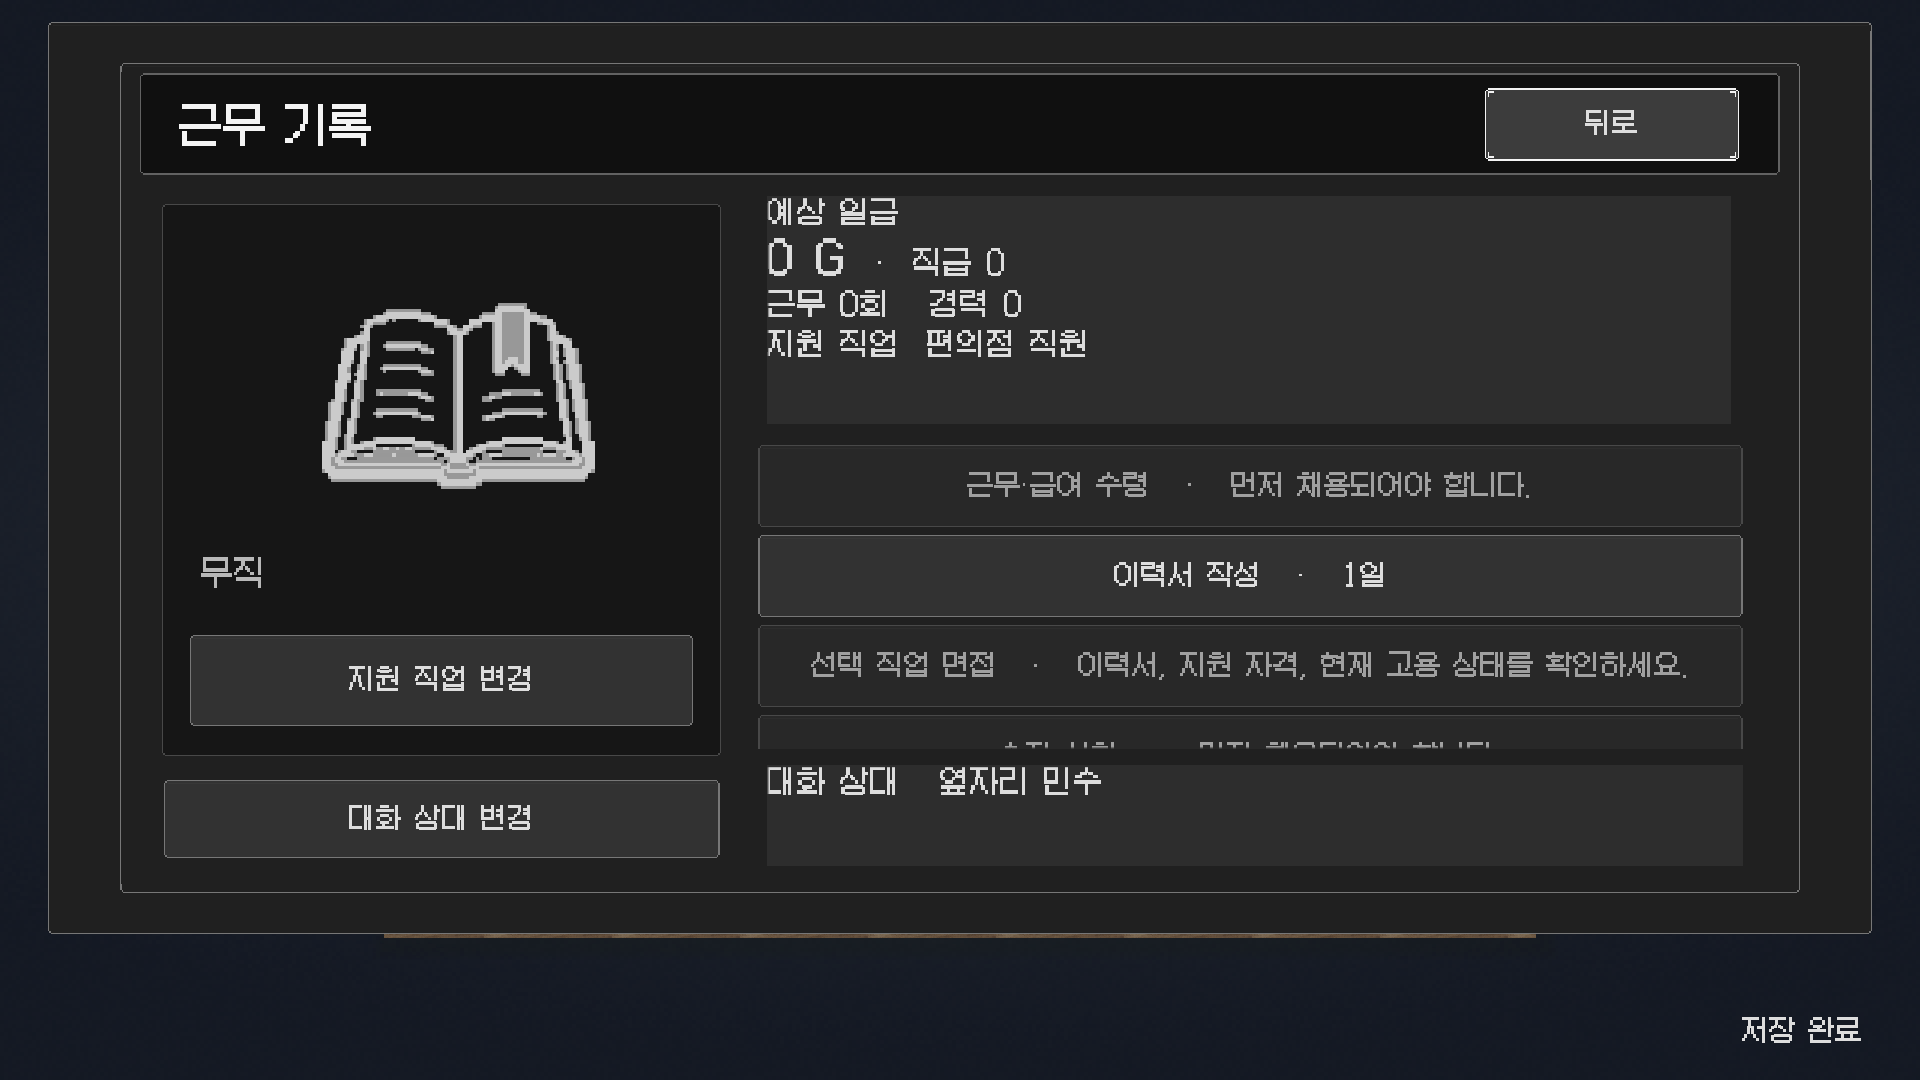 근무 기록
뒤로
예상 일급
0 G · 직급 0
근무 0회 경력 0
지원 직업 편의점 직원
무직
지원 직업 변경
대화 상대 변경
근무·급여 수령 · 먼저 채용되어야 합니다.
이력서 작성 · 1일
선택 직업 면접 · 이력서, 지원 자격, 현재 고용 상태를 확인하세요.
대화 상대 옆자리 민수
저장 완료